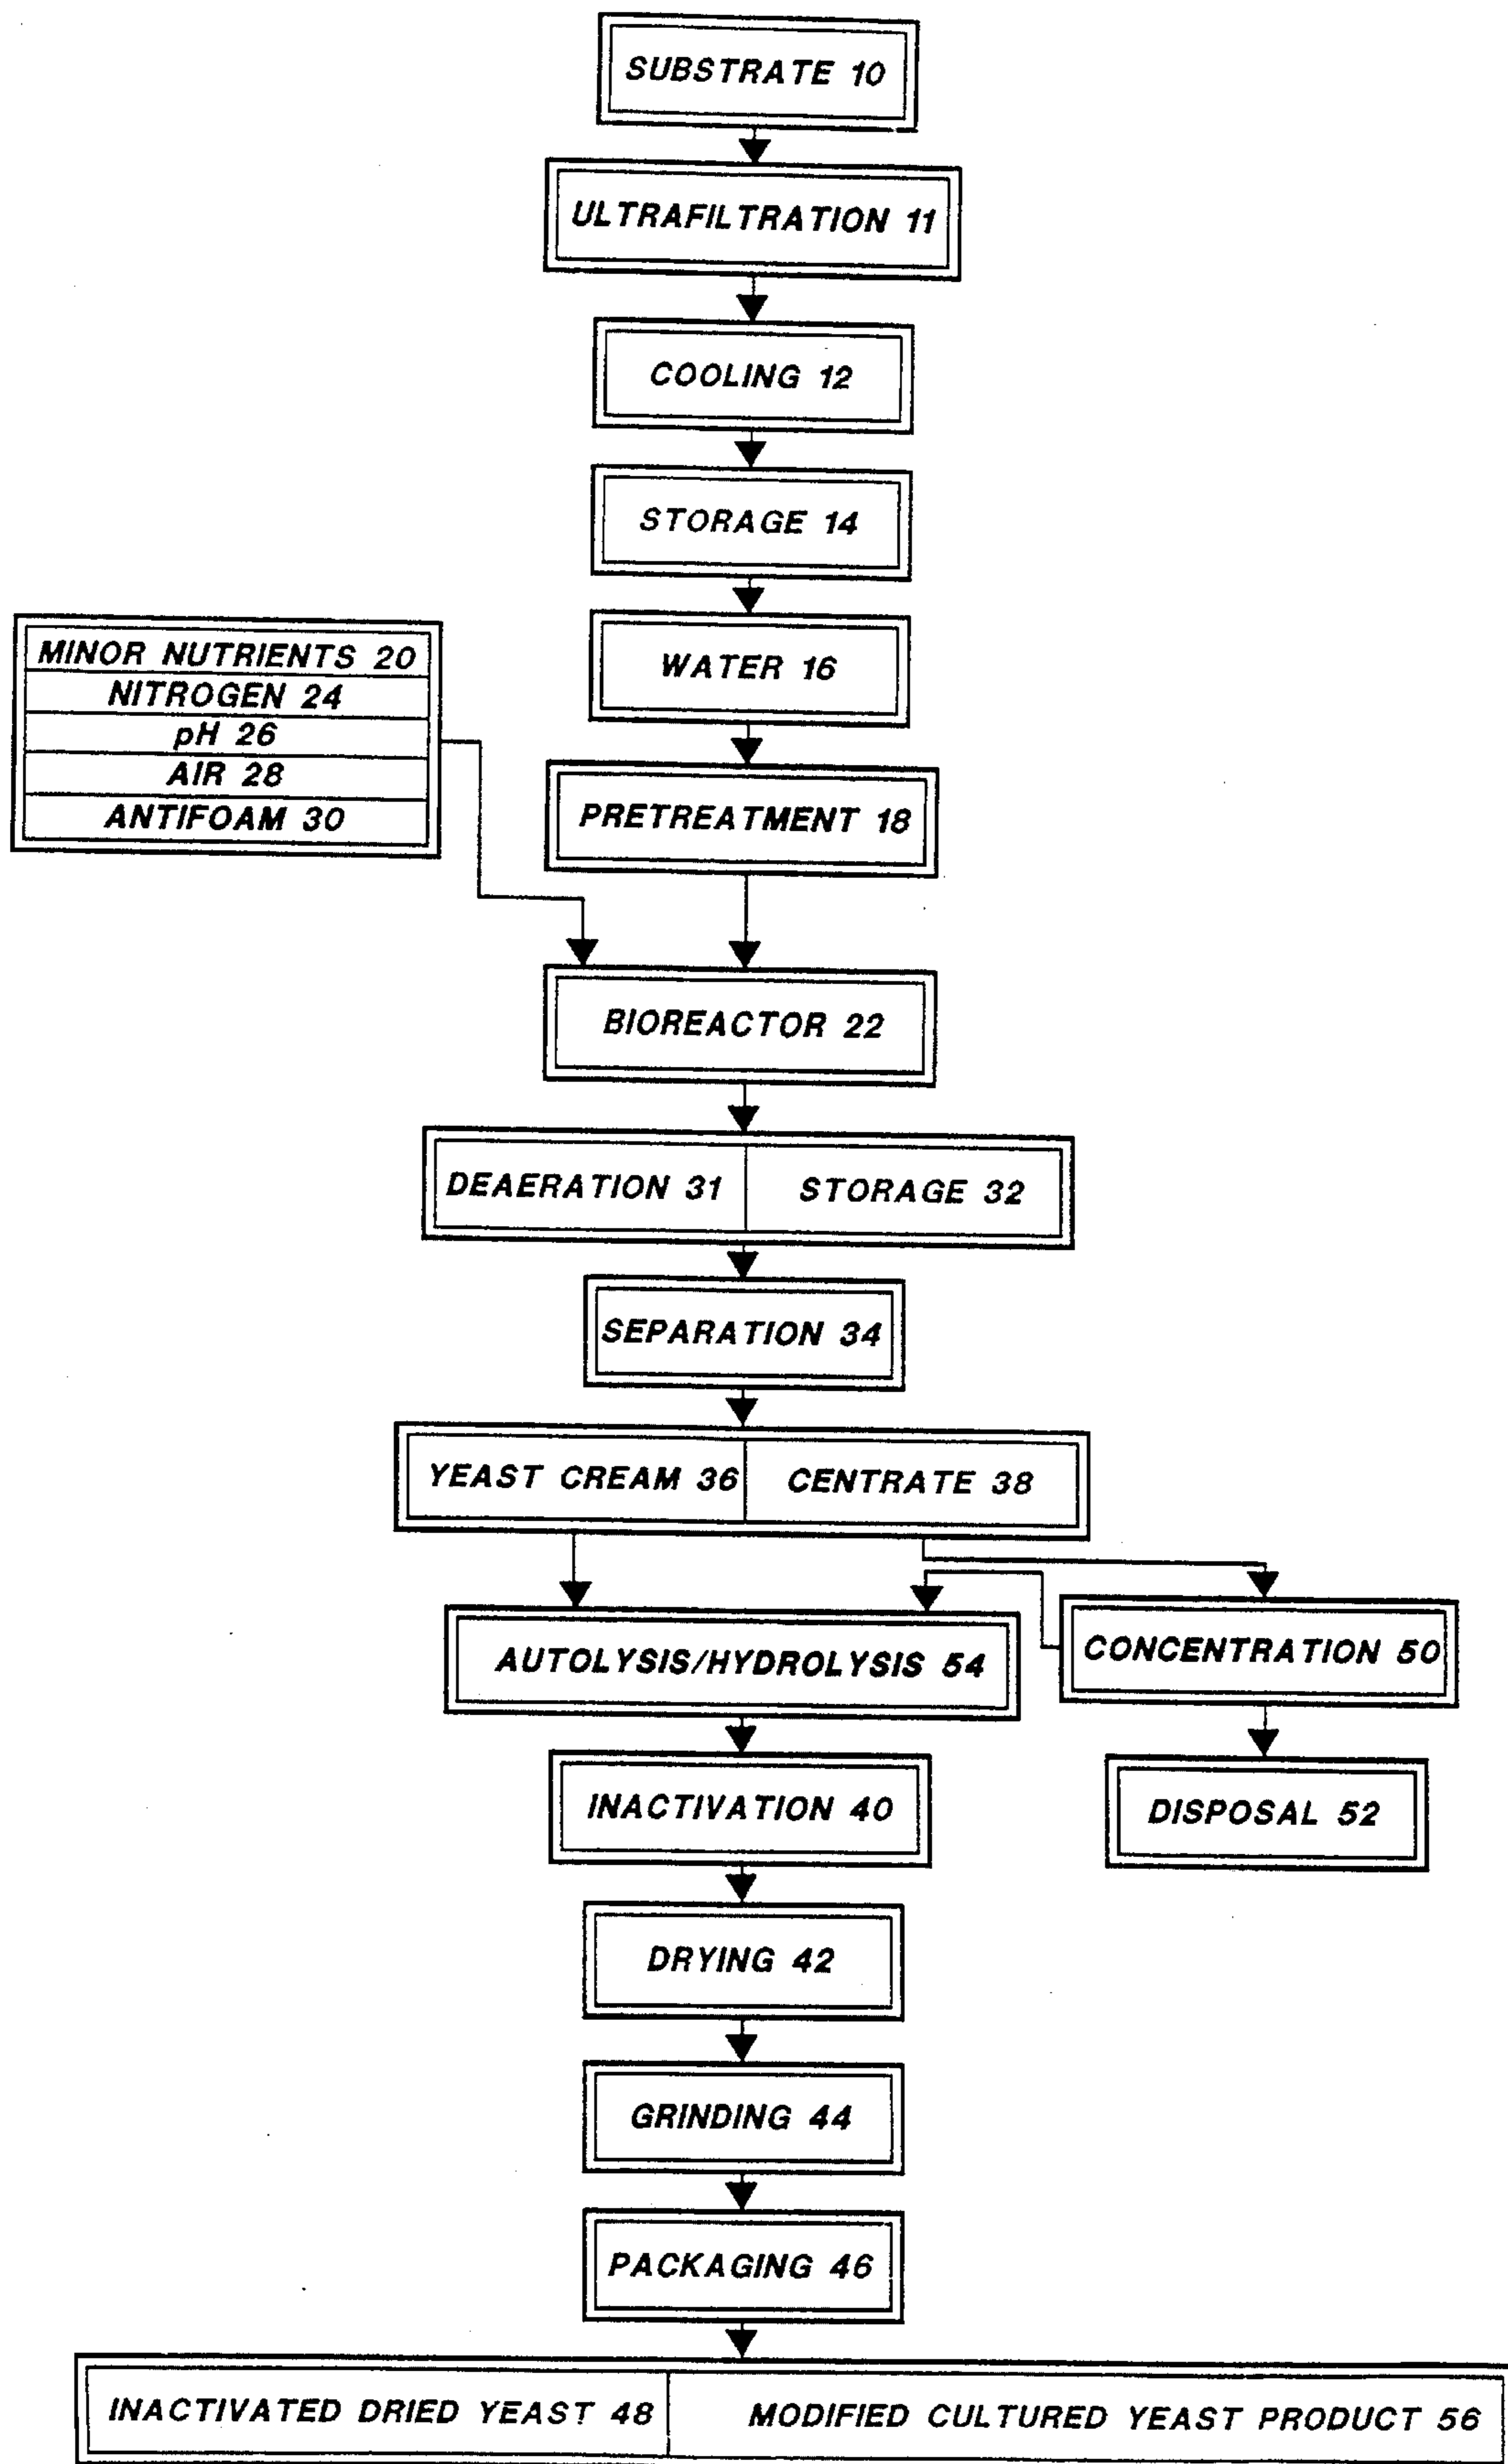 SUBSTRATE 10
ULTRAFILTRATION 11
COOLING 12
STORAGE 14
WATER 16
MINOR NUTRIENTS 20
NITROGEN 24
pH 26
AIR 28
ANTIFOAM 30
PRETREATMENT 18
BIOREACTOR 22
DEAERATION 31
STORAGE 32
SEPARATION 34
YEAST CREAM 36
CENTRATE 38
AUTOLYSIS/HYDROLYSIS 54
CONCENTRATION 50
INACTIVATION 40
DISPOSAL 52
DRYING 42
GRINDING 44
PACKAGING 46
INACTIVATED DRIED YEAST 48
MODIFIED CULTURED YEAST PRODUCT 56